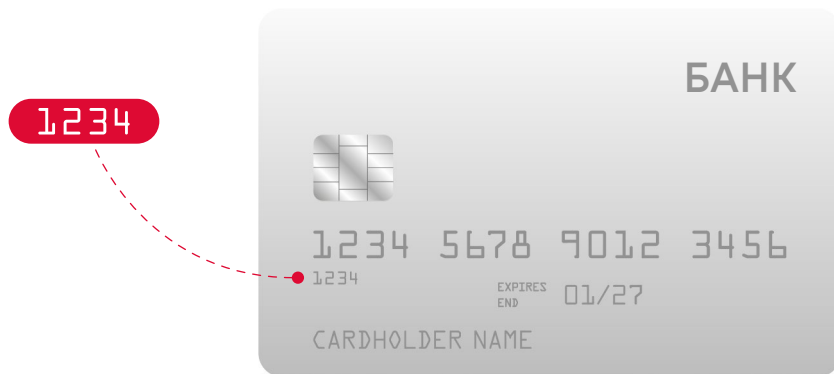 БАНК
1234
1234 5678 9012 3456
1234
EXPIRES
END 01/27
CARDHOLDER NAME